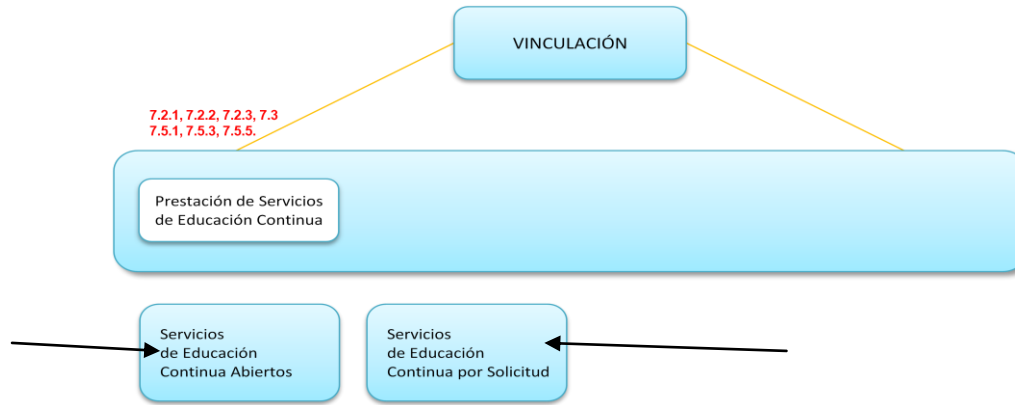 VINCULACIÓN
7.2.1, 7.2.2, 7.2.3, 7.3
7.5.1, 7.5.3, 7.5.5.
Prestación de Servicios
de Educación Continua
Servicios
de Educación
Continua Abiertos
Servicios
de Educación
Continua por Solicitud